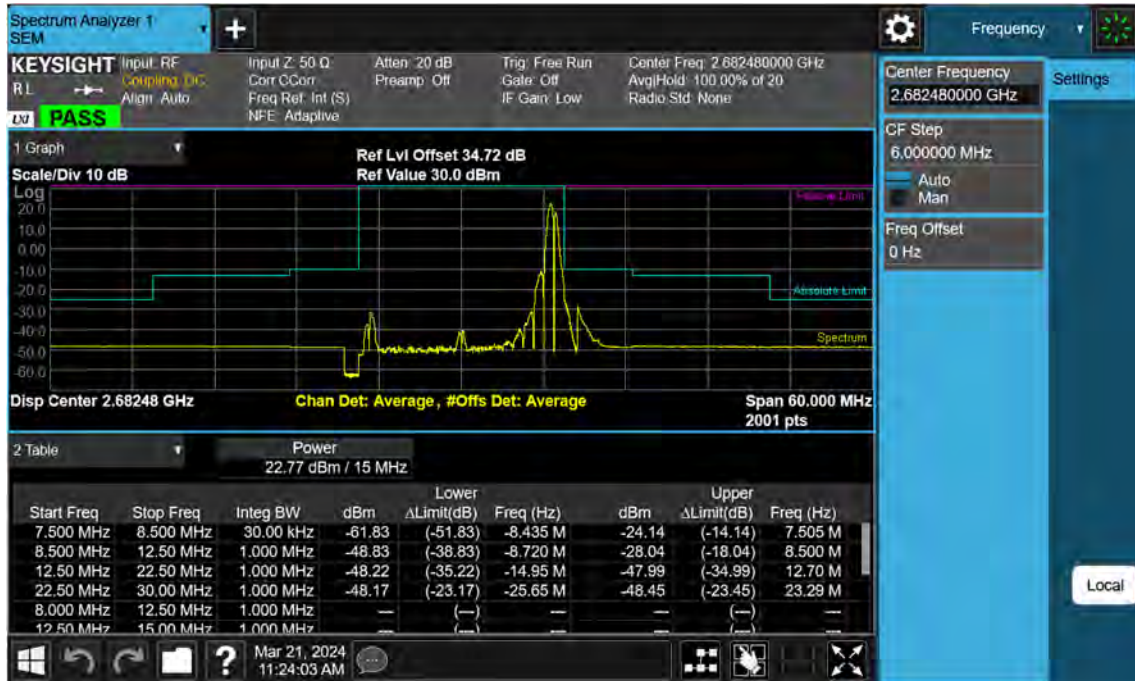 Spectrum Analyzer 1
SEM
+
Frequency
KEYSIGHT
RL
LXI PASS
Input: RF
Coupling: DC
Align: Auto
Input Z: 50 Ω
Corr CCorr
Freq Ref: Int (S)
NFE: Adaptive
Atten: 20 dB
Preamp: Off
Trig: Free Run
Gate: Off
IF Gain: Low
Center Freq: 2.682480000 GHz
Avg|Hold: 100.00% of 20
Radio Std: None
Center Frequency
2.682480000 GHz
Settings
CF Step
6.000000 MHz
Auto
Man
Freq Offset
0 Hz
Local
1 Graph
Scale/Div 10 dB
Ref Lvl Offset 34.72 dB
Ref Value 30.0 dBm
Log
20.0
10.0
0.00
-10.0
-20.0
-30.0
-40.0
-50.0
-60.0
Relative Limit
Absolute Limit
Spectrum
Disp Center 2.68248 GHz
Chan Det: Average , #Offs Det: Average
Span 60.000 MHz
2001 pts
2 Table
Power
22.77 dBm / 15 MHz
Lower Upper
Start Freq Stop Freq Integ BW dBm ΔLimit(dB) Freq (Hz) dBm ΔLimit(dB) Freq (Hz)
7.500 MHz 8.500 MHz 30.00 kHz -61.83 (-51.83) -8.435 M -24.14 (-14.14) 7.505 M
8.500 MHz 12.50 MHz 1.000 MHz -48.83 (-38.83) -8.720 M -28.04 (-18.04) 8.500 M
12.50 MHz 22.50 MHz 1.000 MHz -48.22 (-35.22) -14.95 M -47.99 (-34.99) 12.70 M
22.50 MHz 30.00 MHz 1.000 MHz -48.17 (-23.17) -25.65 M -48.45 (-23.45) 23.29 M
8.000 MHz 12.50 MHz 1.000 MHz --- (---) --- --- (---) ---
12.50 MHz 15.00 MHz 1.000 MHz --- (---) --- --- (---) ---
?
Mar 21, 2024
11:24:03 AM